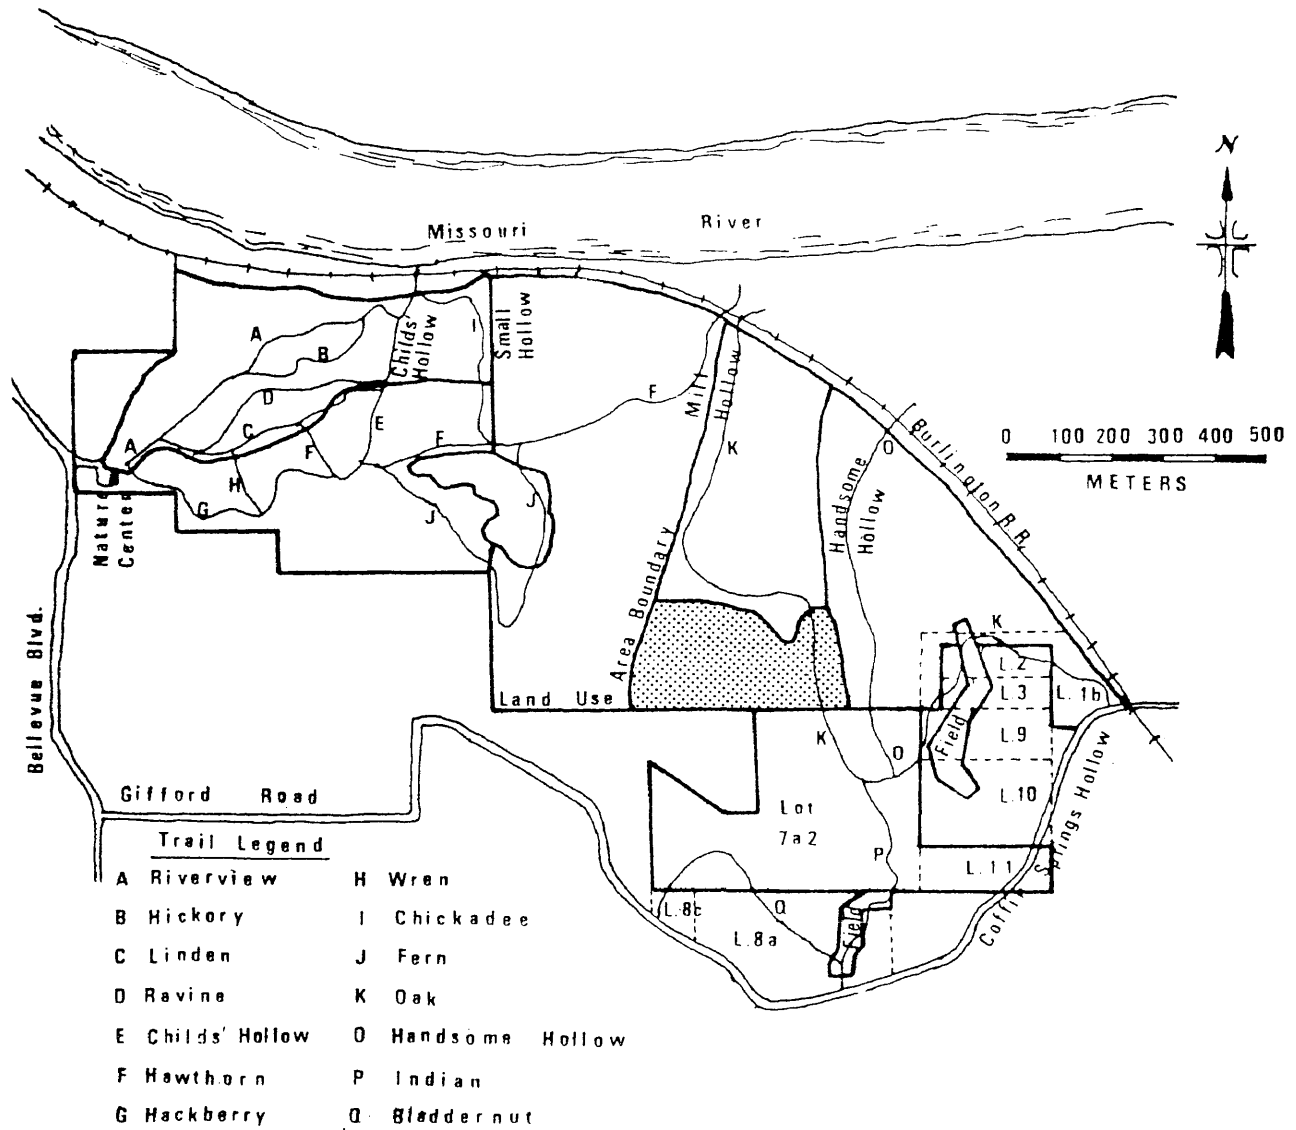 N
Missouri River
A
B
I
Childs' Hollow
Small Hollow
D
C
E
F
F
F
A
H
G
J
J
Nature Center
Mill Hollow
K
Handsome Hollow
O
Burlington R.R.
0 100 200 300 400 500
METERS
Area Boundary
Land Use
K
L.2
L.3
L.1b
L.9
L.10
L.11
Field
K
O
Lot
7a2
P
Q
L.8c
L.8a
Field
Coffin Springs Hollow
Bellevue Blvd.
Gifford Road
Trail Legend
A Riverview
B Hickory
C Linden
D Ravine
E Childs' Hollow
F Hawthorn
G Hackberry
H Wren
I Chickadee
J Fern
K Oak
O Handsome Hollow
P Indian
Q Bladdernut